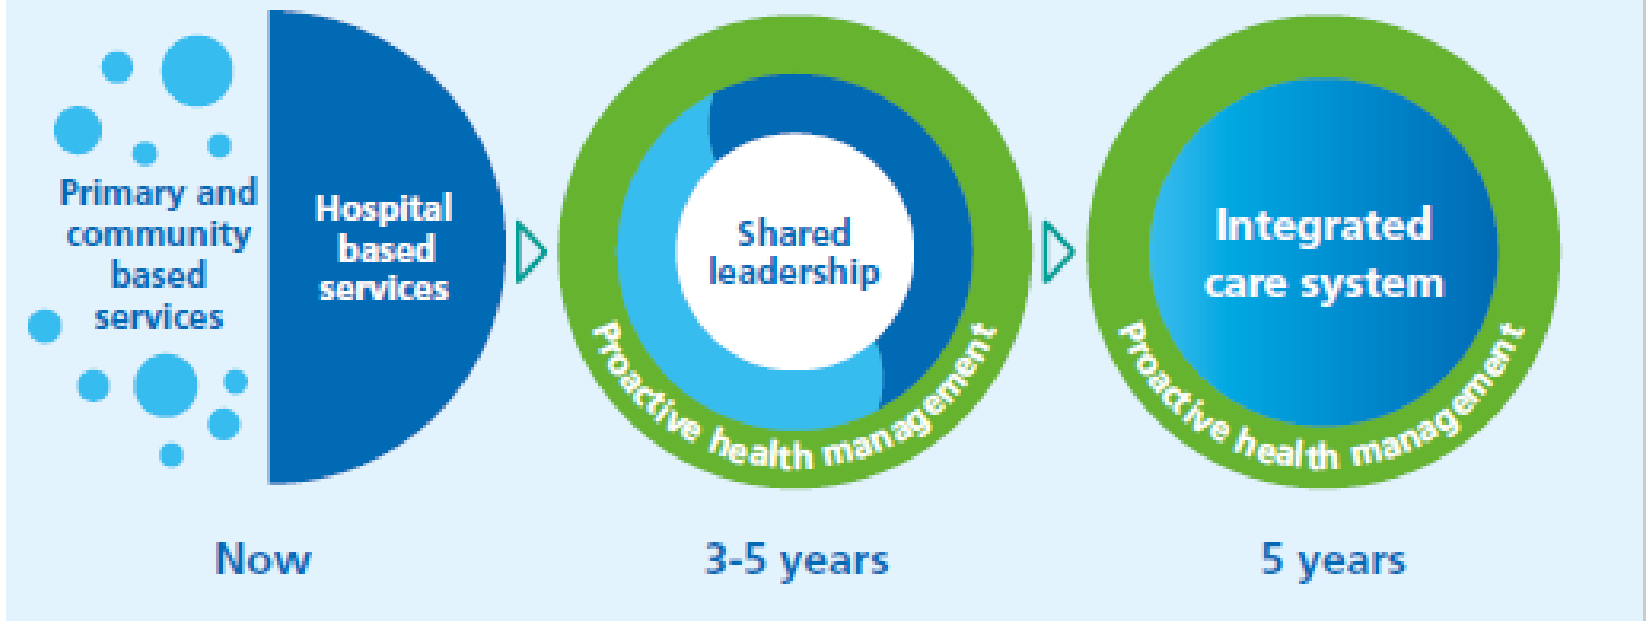 Primary and
community
based
services
Hospital
based
services
Shared
leadership
Proactive health management
Integrated
care system
Proactive health management
Now
3-5 years
5 years